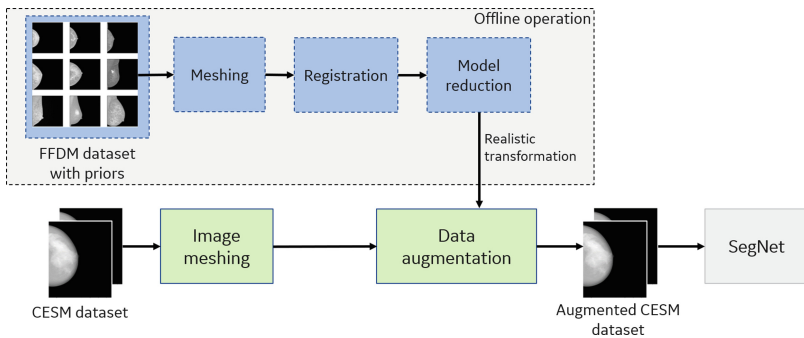 Offline operation
Meshing
Registration
Model
reduction
FFDM dataset
with priors
Realistic
transformation
Image
meshing
Data
augmentation
SegNet
CESM dataset
Augmented CESM
dataset